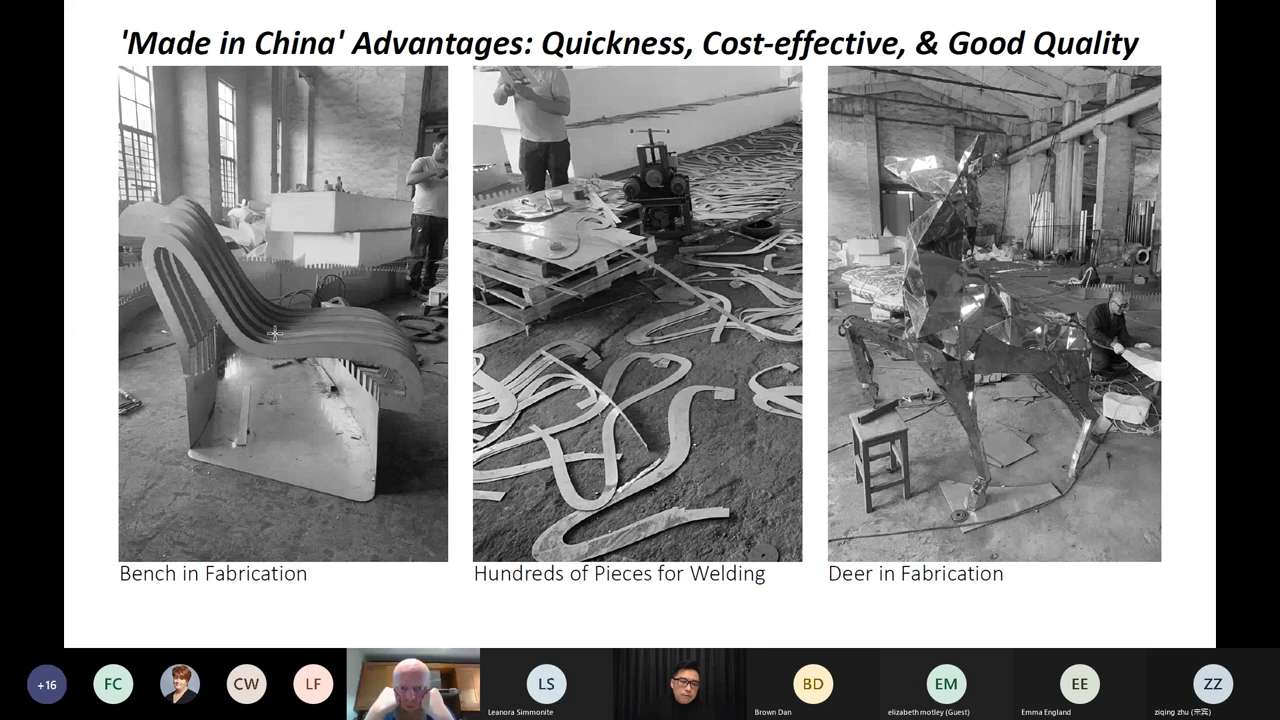 'Made in China' Advantages: Quickness, Cost-effective, & Good Quality
Bench in Fabrication
Hundreds of Pieces for Welding
Deer in Fabrication
+16
FC
CW
LF
LS
BD
EM
EE
ZZ
Leanora Simmonite
Brown Dan
elizabeth motley (Guest)
Emma England
ziqing zhu (朱宾)